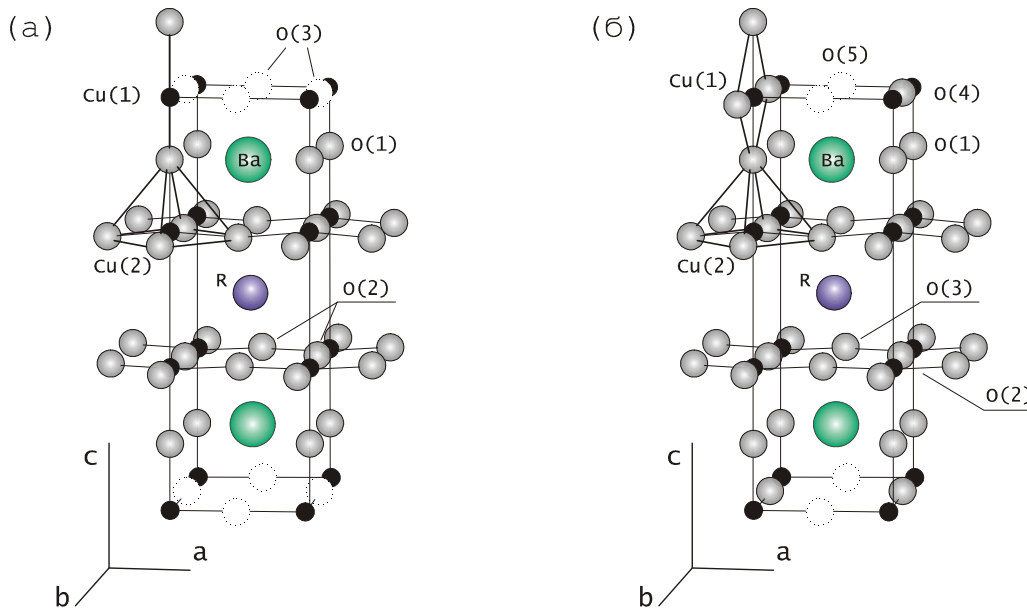 (а)
O(3)
Cu(1)
O(1)
Ba
Cu(2)
R
O(2)
c
a
b
(б)
O(5)
Cu(1)
O(4)
O(1)
Ba
Cu(2)
R
O(3)
O(2)
c
a
b